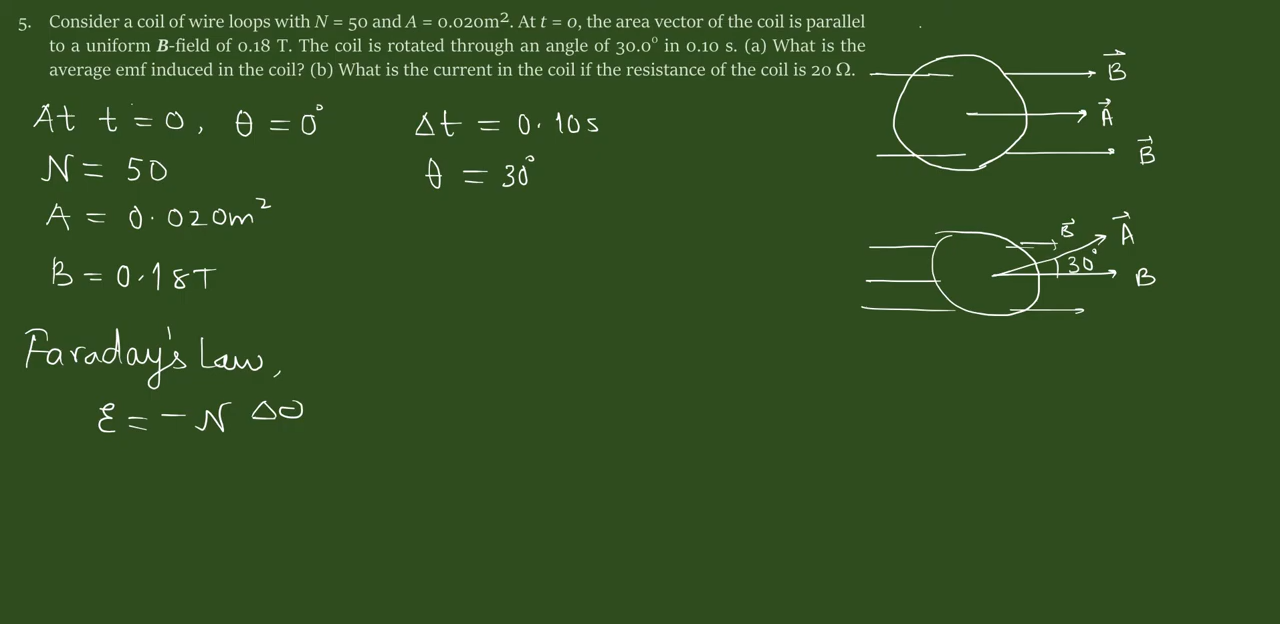 5. Consider a coil of wire loops with N = 50 and A = 0.020m². At t = 0, the area vector of the coil is parallel
to a uniform B-field of 0.18 T. The coil is rotated through an angle of 30.0° in 0.10 s. (a) What is the
average emf induced in the coil? (b) What is the current in the coil if the resistance of the coil is 20 Ω.
At t = 0, θ = 0°
N = 50
A = 0.020m²
B = 0.18T
Δt = 0.10s
θ = 30°
B⃗
A⃗
B⃗
B⃗
A⃗
30°
B
Faraday's Law,
ε = - N Δ0